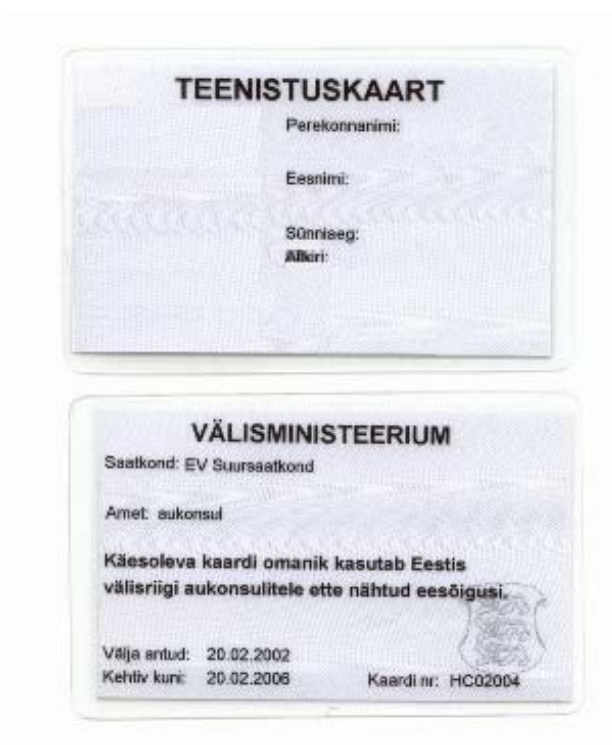 TEENISTUSKAART
Perekonnanimi:
Eesnimi:
Sünniaeg:
Allkiri:
VÄLISMINISTEERIUM
Saatkond: EV Suursaatkond
Amet: aukonsul
Käesoleva kaardi omanik kasutab Eestis
välisriigi aukonsulitele ette nähtud eesõigusi.
Välja antud: 20.02.2002
Kehtiv kuni: 20.02.2006 Kaardi nr: HC02004